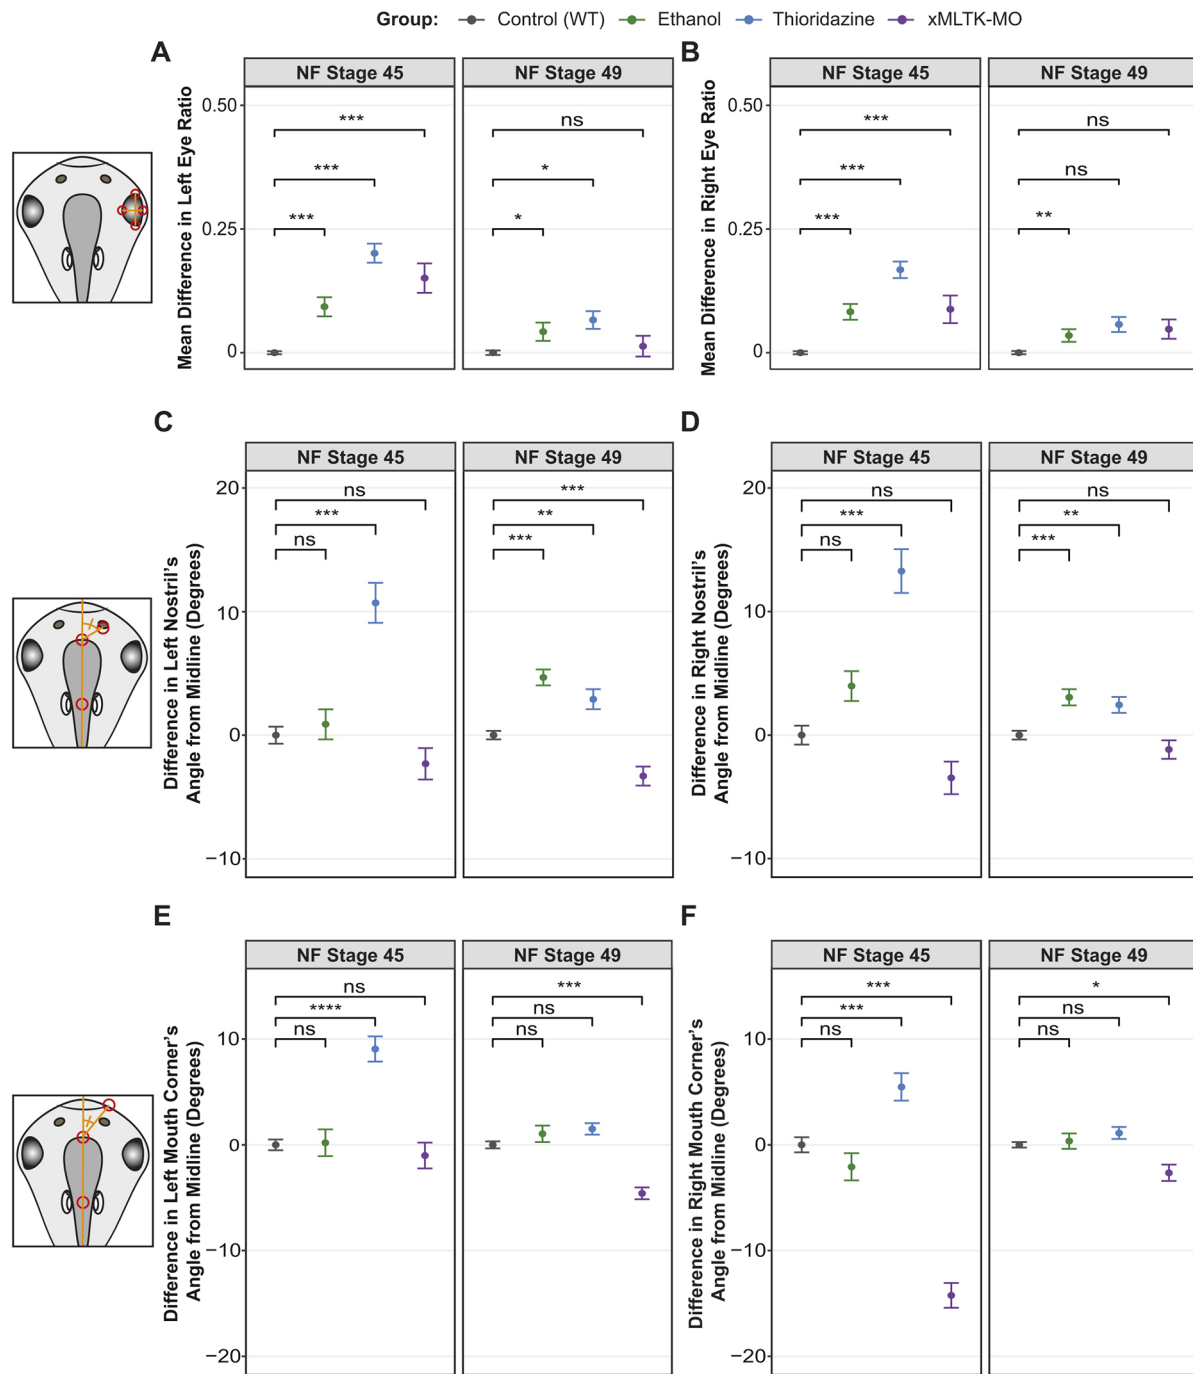 Group: Control (WT) Ethanol Thioridazine xMLTK-MO
A
B
NF Stage 45 NF Stage 49
NF Stage 45 NF Stage 49
Mean Difference in Left Eye Ratio
0.50
0.25
0
*** ns
*** *
*** *
Mean Difference in Right Eye Ratio
0.50
0.25
0
*** ns
*** ns
*** **
C
D
NF Stage 45 NF Stage 49
NF Stage 45 NF Stage 49
Difference in Left Nostril's
Angle from Midline (Degrees)
20
10
0
−10
ns ***
*** **
ns ***
Difference in Right Nostril's
Angle from Midline (Degrees)
20
10
0
−10
ns ns
*** **
ns ***
E
F
NF Stage 45 NF Stage 49
NF Stage 45 NF Stage 49
Difference in Left Mouth Corner's
Angle from Midline (Degrees)
10
0
−10
−20
ns ***
**** ns
ns ns
Difference in Right Mouth Corner's
Angle from Midline (Degrees)
10
0
−10
−20
*** *
*** ns
ns ns